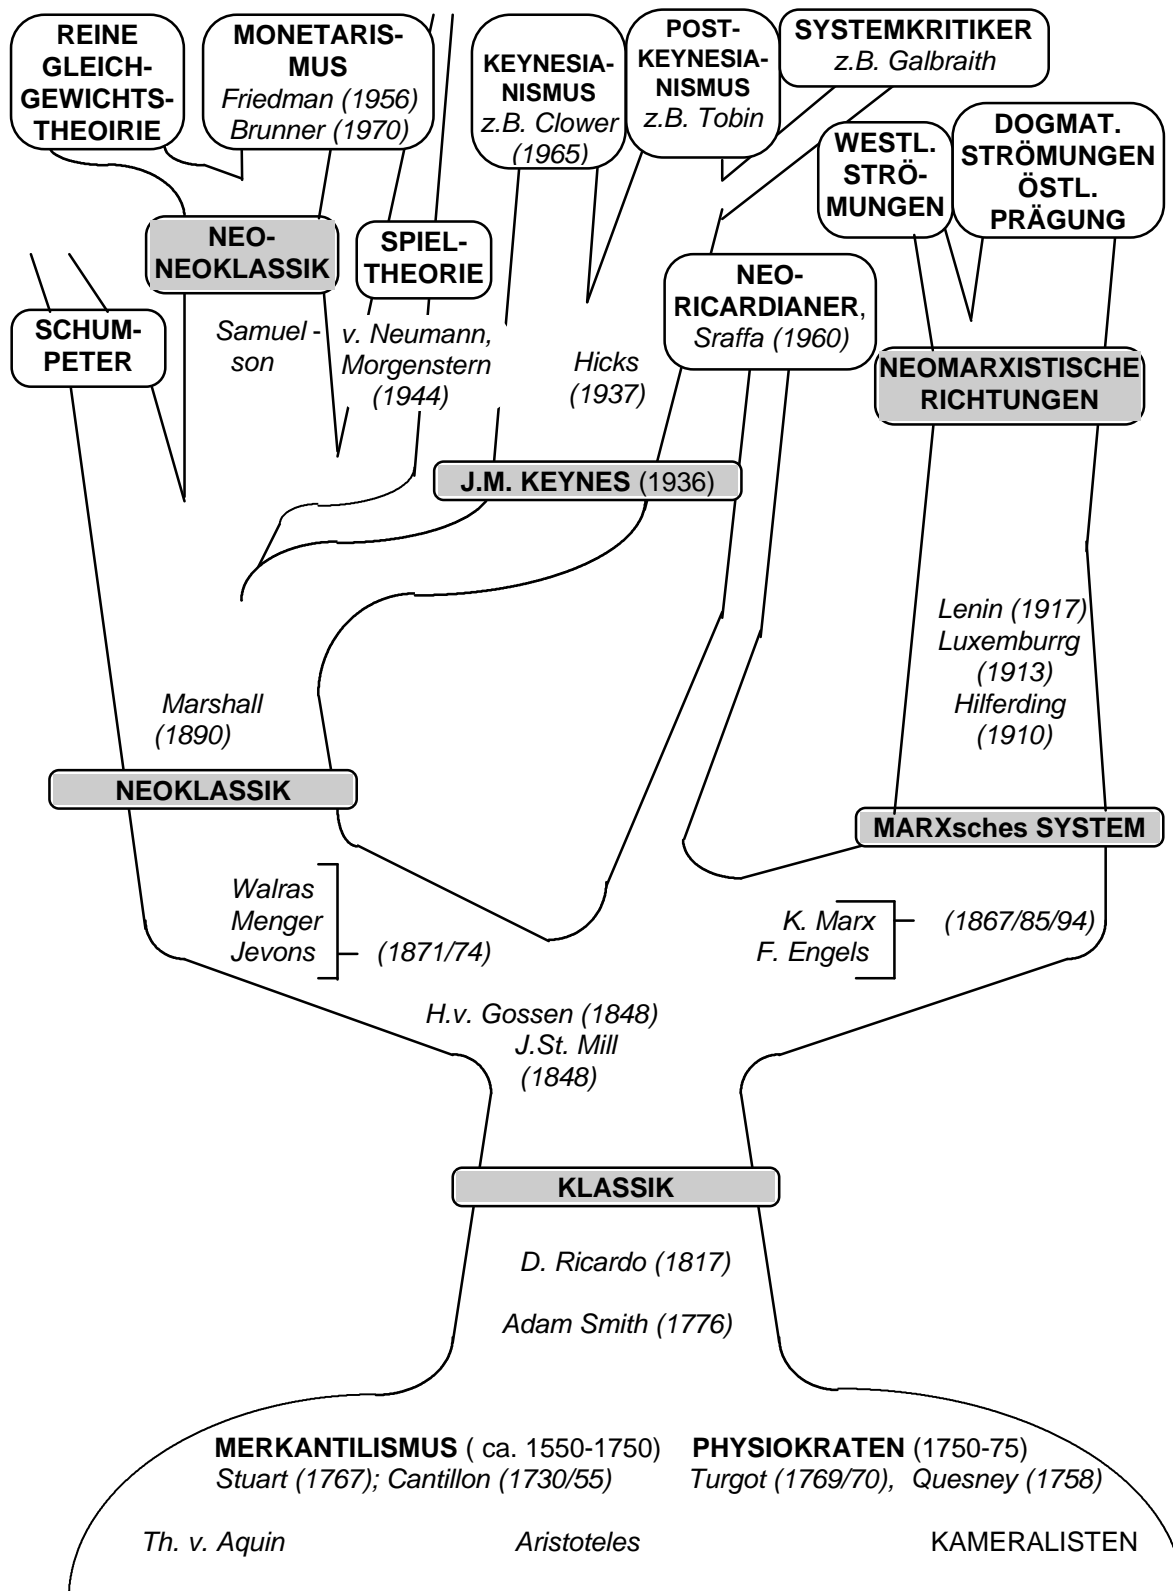 REINE
GLEICH-
GEWICHTS-
THEOIRIE
MONETARIS-
MUS
Friedman (1956)
Brunner (1970)
KEYNESIA-
NISMUS
z.B. Clower
(1965)
POST-
KEYNESIA-
NISMUS
z.B. Tobin
SYSTEMKRITIKER
z.B. Galbraith
WESTL.
STRÖ-
MUNGEN
DOGMAT.
STRÖMUNGEN
ÖSTL.
PRÄGUNG
NEO-
NEOKLASSIK
SPIEL-
THEORIE
NEO-
RICARDIANER,
Sraffa (1960)
SCHUM-
PETER
Samuel -
son
v. Neumann,
Morgenstern
(1944)
Hicks
(1937)
NEOMARXISTISCHE
RICHTUNGEN
J.M. KEYNES (1936)
Lenin (1917)
Luxemburrg
(1913)
Hilferding
(1910)
Marshall
(1890)
NEOKLASSIK
MARXsches SYSTEM
Walras
Menger
Jevons
(1871/74)
K. Marx
F. Engels
(1867/85/94)
H.v. Gossen (1848)
J.St. Mill
(1848)
KLASSIK
D. Ricardo (1817)
Adam Smith (1776)
MERKANTILISMUS ( ca. 1550-1750)
Stuart (1767); Cantillon (1730/55)
PHYSIOKRATEN (1750-75)
Turgot (1769/70), Quesney (1758)
Th. v. Aquin
Aristoteles
KAMERALISTEN